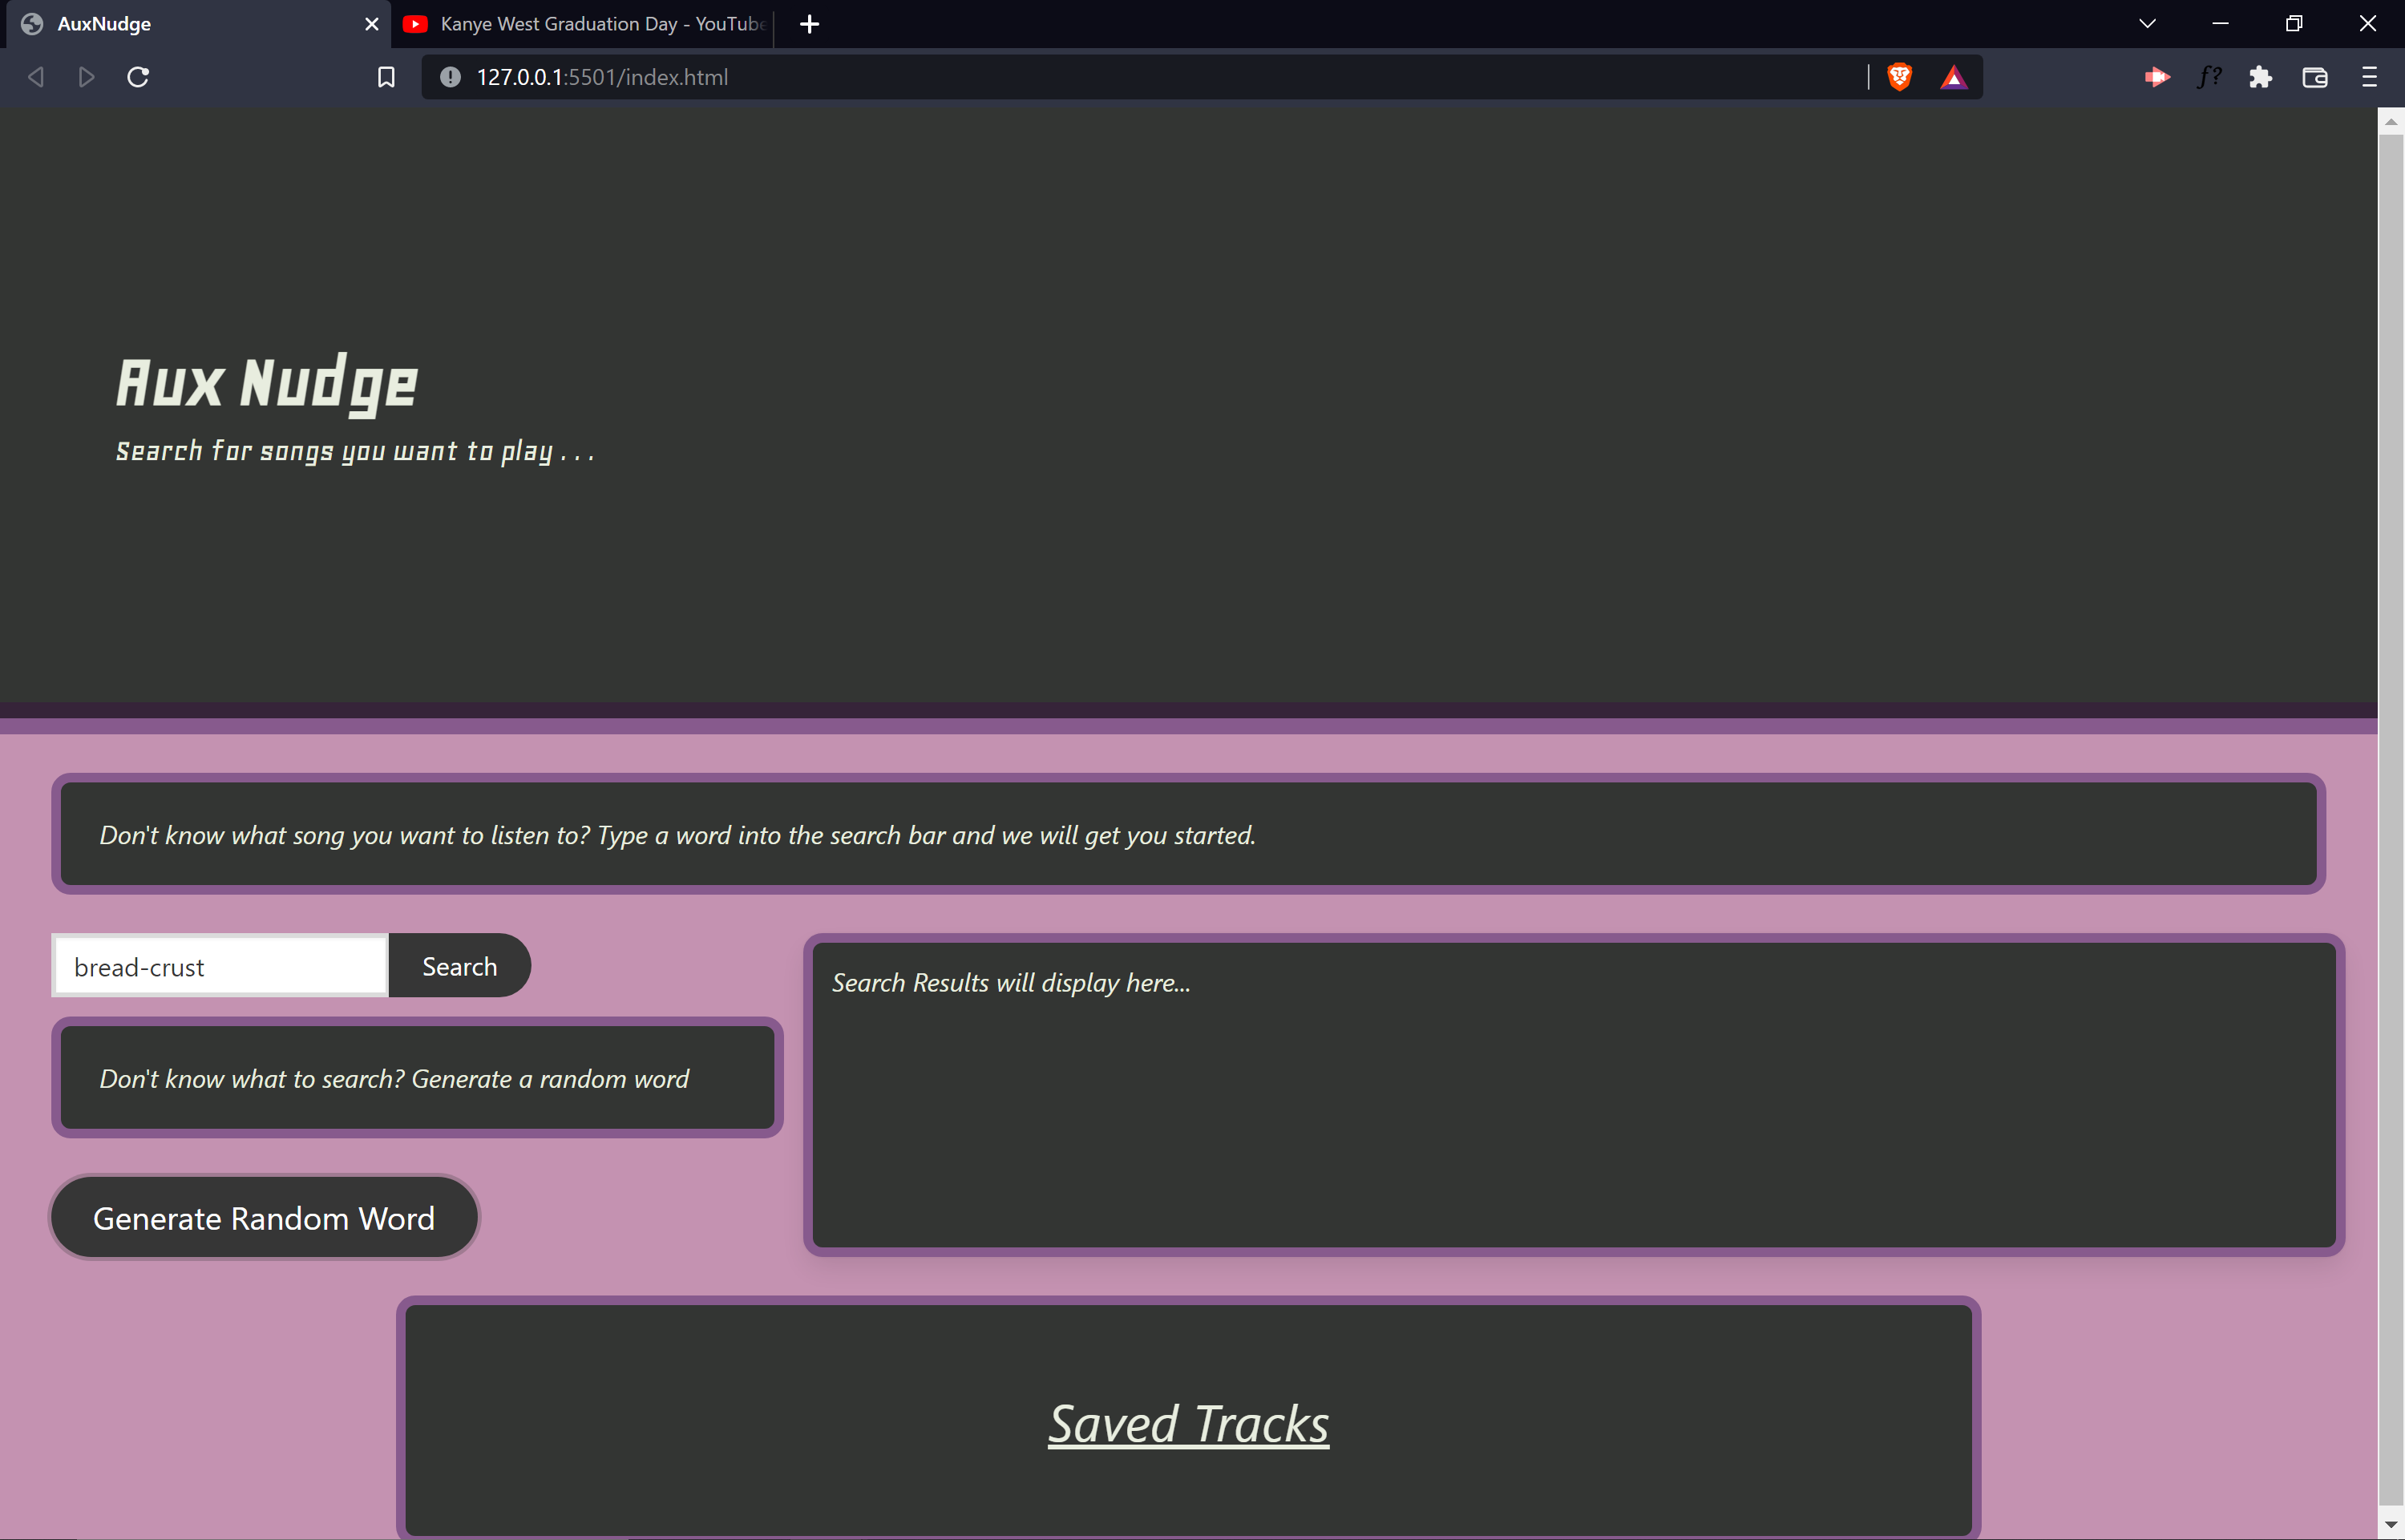 AuxNudge
Kanye West Graduation Day - YouTube
127.0.0.1:5501/index.html
f?
Aux Nudge
Search for songs you want to play . . .
Don't know what song you want to listen to? Type a word into the search bar and we will get you started.
bread-crust
Search
Search Results will display here...
Don't know what to search? Generate a random word
Generate Random Word
Saved Tracks